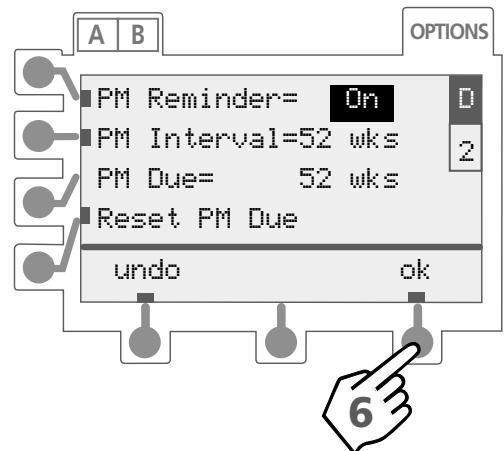 A B OPTIONS
PM Reminder= On D
PM Interval=52 wks 2
PM Due= 52 wks
Reset PM Due
undo ok
6